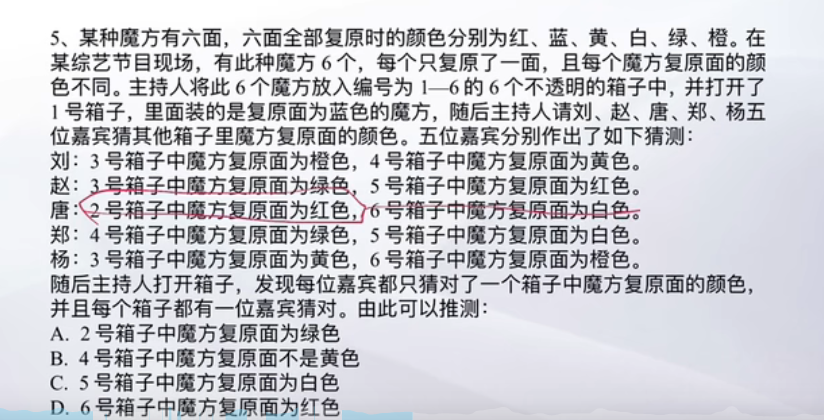 5、某种魔方有六面，六面全部复原时的颜色分别为红、蓝、黄、白、绿、橙。在
某综艺节目现场，有此种魔方 6 个，每个只复原了一面，且每个魔方复原面的颜
色不同。主持人将此 6 个魔方放入编号为 1—6 的 6 个不透明的箱子中，并打开了
1 号箱子，里面装的是复原面为蓝色的魔方，随后主持人请刘、赵、唐、郑、杨五
位嘉宾猜其他箱子里魔方复原面的颜色。五位嘉宾分别作出了如下猜测：
刘：3 号箱子中魔方复原面为橙色，4 号箱子中魔方复原面为黄色。
赵：3 号箱子中魔方复原面为绿色，5 号箱子中魔方复原面为红色。
唐：2 号箱子中魔方复原面为红色，6 号箱子中魔方复原面为白色。
郑：4 号箱子中魔方复原面为绿色，5 号箱子中魔方复原面为白色。
杨：3 号箱子中魔方复原面为黄色，6 号箱子中魔方复原面为橙色。
随后主持人打开箱子，发现每位嘉宾都只猜对了一个箱子中魔方复原面的颜色，
并且每个箱子都有一位嘉宾猜对。由此可以推测：
A. 2 号箱子中魔方复原面为绿色
B. 4 号箱子中魔方复原面不是黄色
C. 5 号箱子中魔方复原面为白色
D. 6 号箱子中魔方复原面为红色